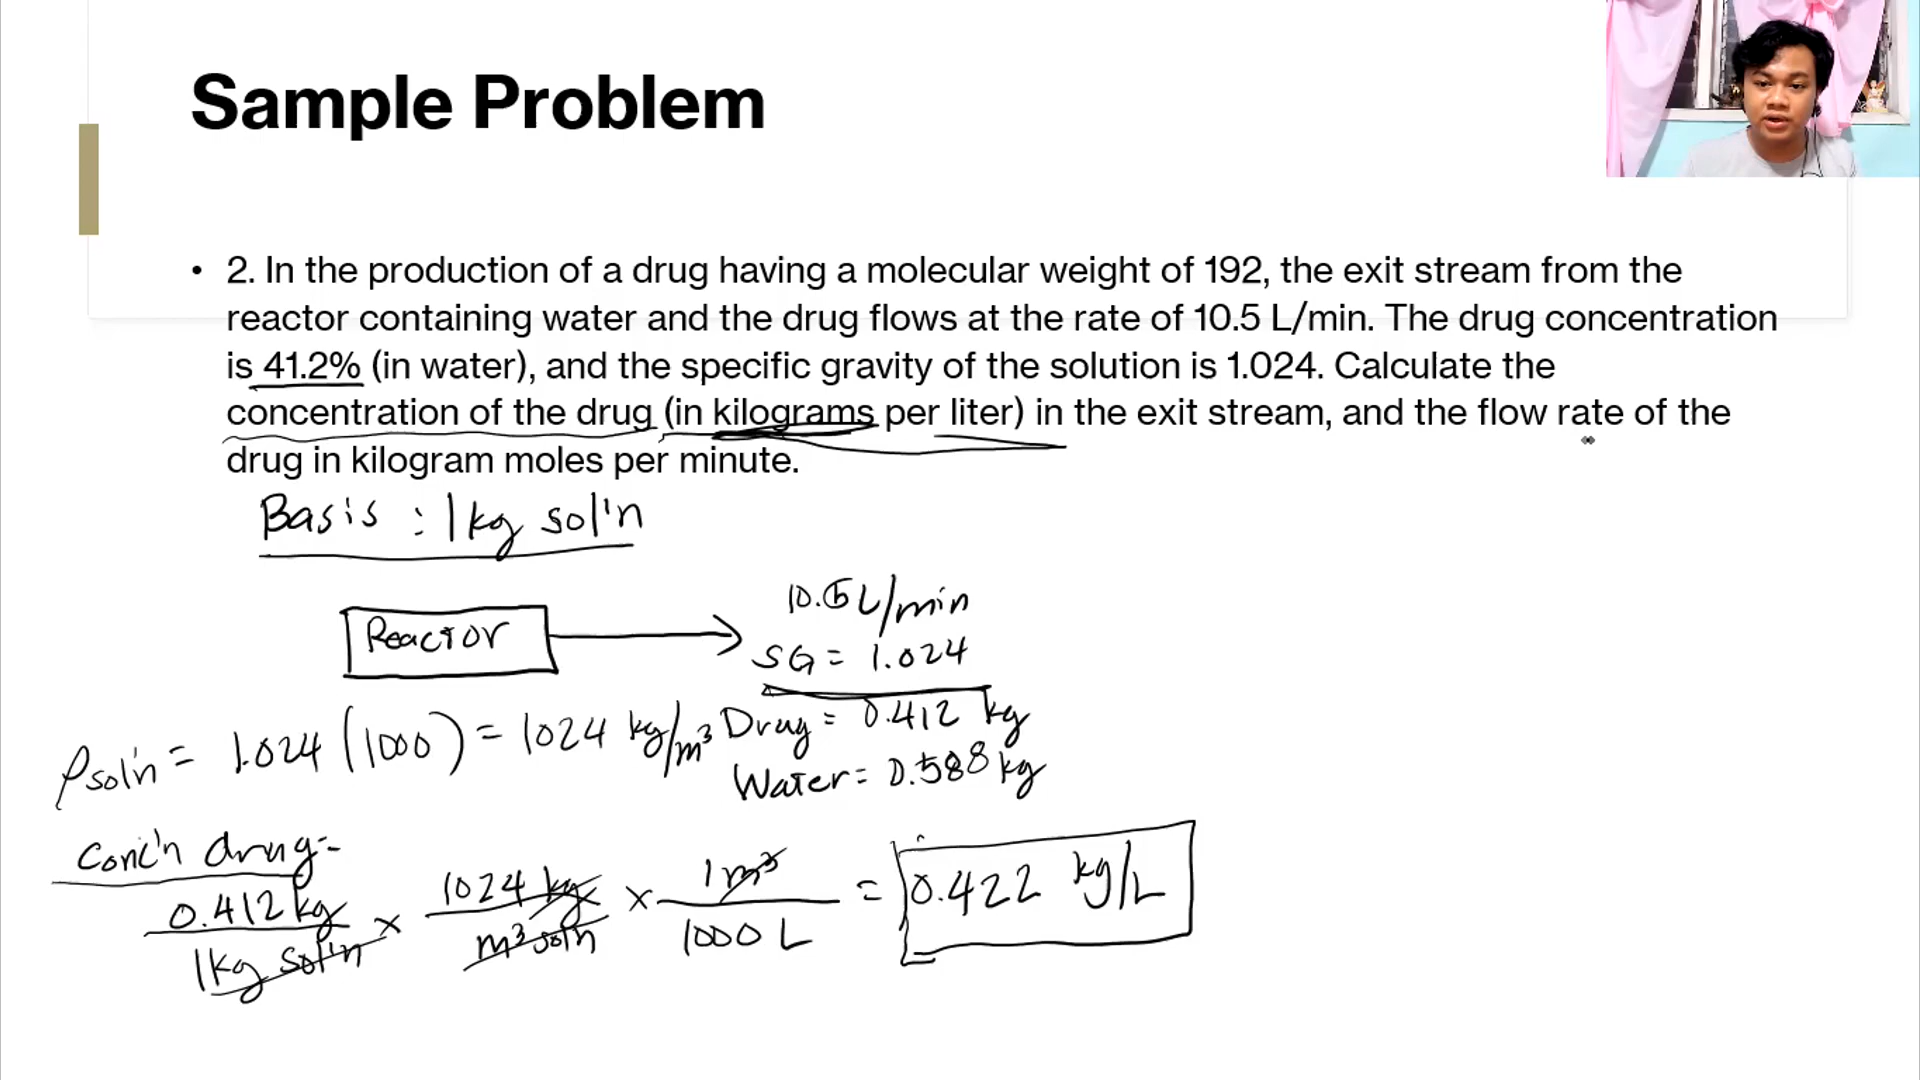 Sample Problem
• 2. In the production of a drug having a molecular weight of 192, the exit stream from the
reactor containing water and the drug flows at the rate of 10.5 L/min. The drug concentration
is 41.2% (in water), and the specific gravity of the solution is 1.024. Calculate the
concentration of the drug (in kilograms per liter) in the exit stream, and the flow rate of the
drug in kilogram moles per minute.
Basis : 1 kg sol'n
Reactor
10.5 L/min
SG = 1.024
ρsol'n = 1.024 (1000) = 1024 kg/m³
Drug = 0.412 kg
Water = 0.588 kg
Conc'n drug =
0.412 kg / 1 kg sol'n × 1024 kg / m³ soln × 1 m³ / 1000 L = 0.422 kg/L